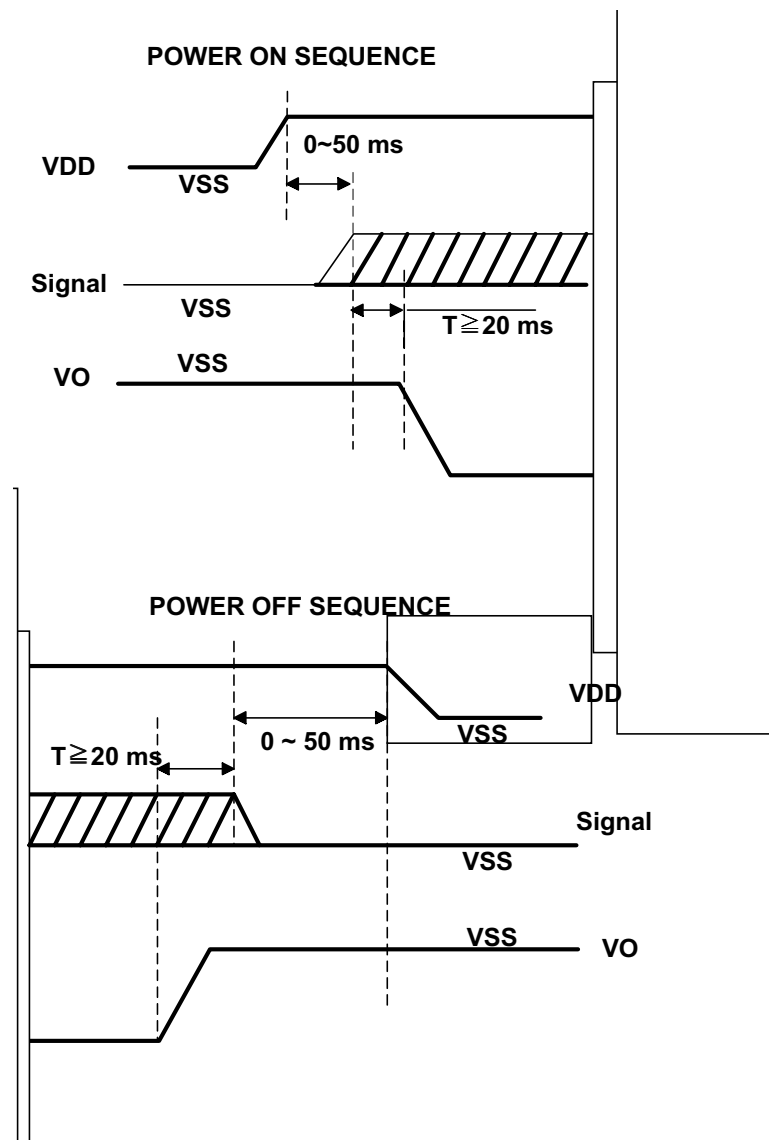 POWER ON SEQUENCE
0~50 ms
VDD
VSS
Signal
VSS
T≧20 ms
VSS
VO
POWER OFF SEQUENCE
VDD
VSS
0 ~ 50 ms
T≧20 ms
Signal
VSS
VSS
VO